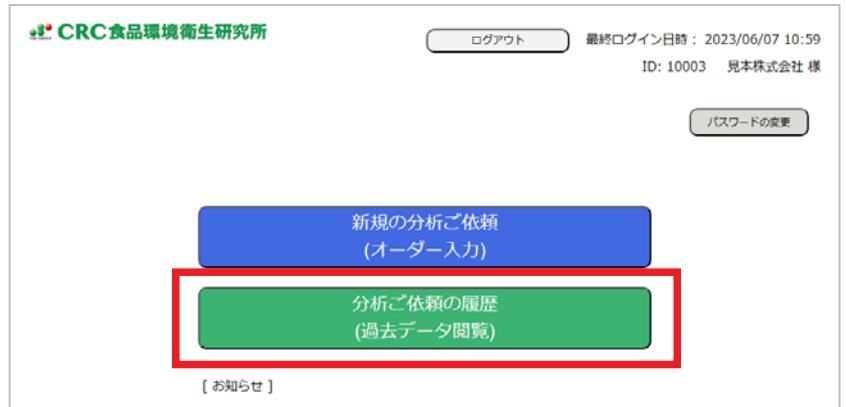 CRC食品環境衛生研究所
ログアウト
最終ログイン日時： 2023/06/07 10:59
ID: 10003 見本株式会社 様
パスワードの変更
新規の分析ご依頼
(オーダー入力)
分析ご依頼の履歴
(過去データ閲覧)
[ お知らせ ]